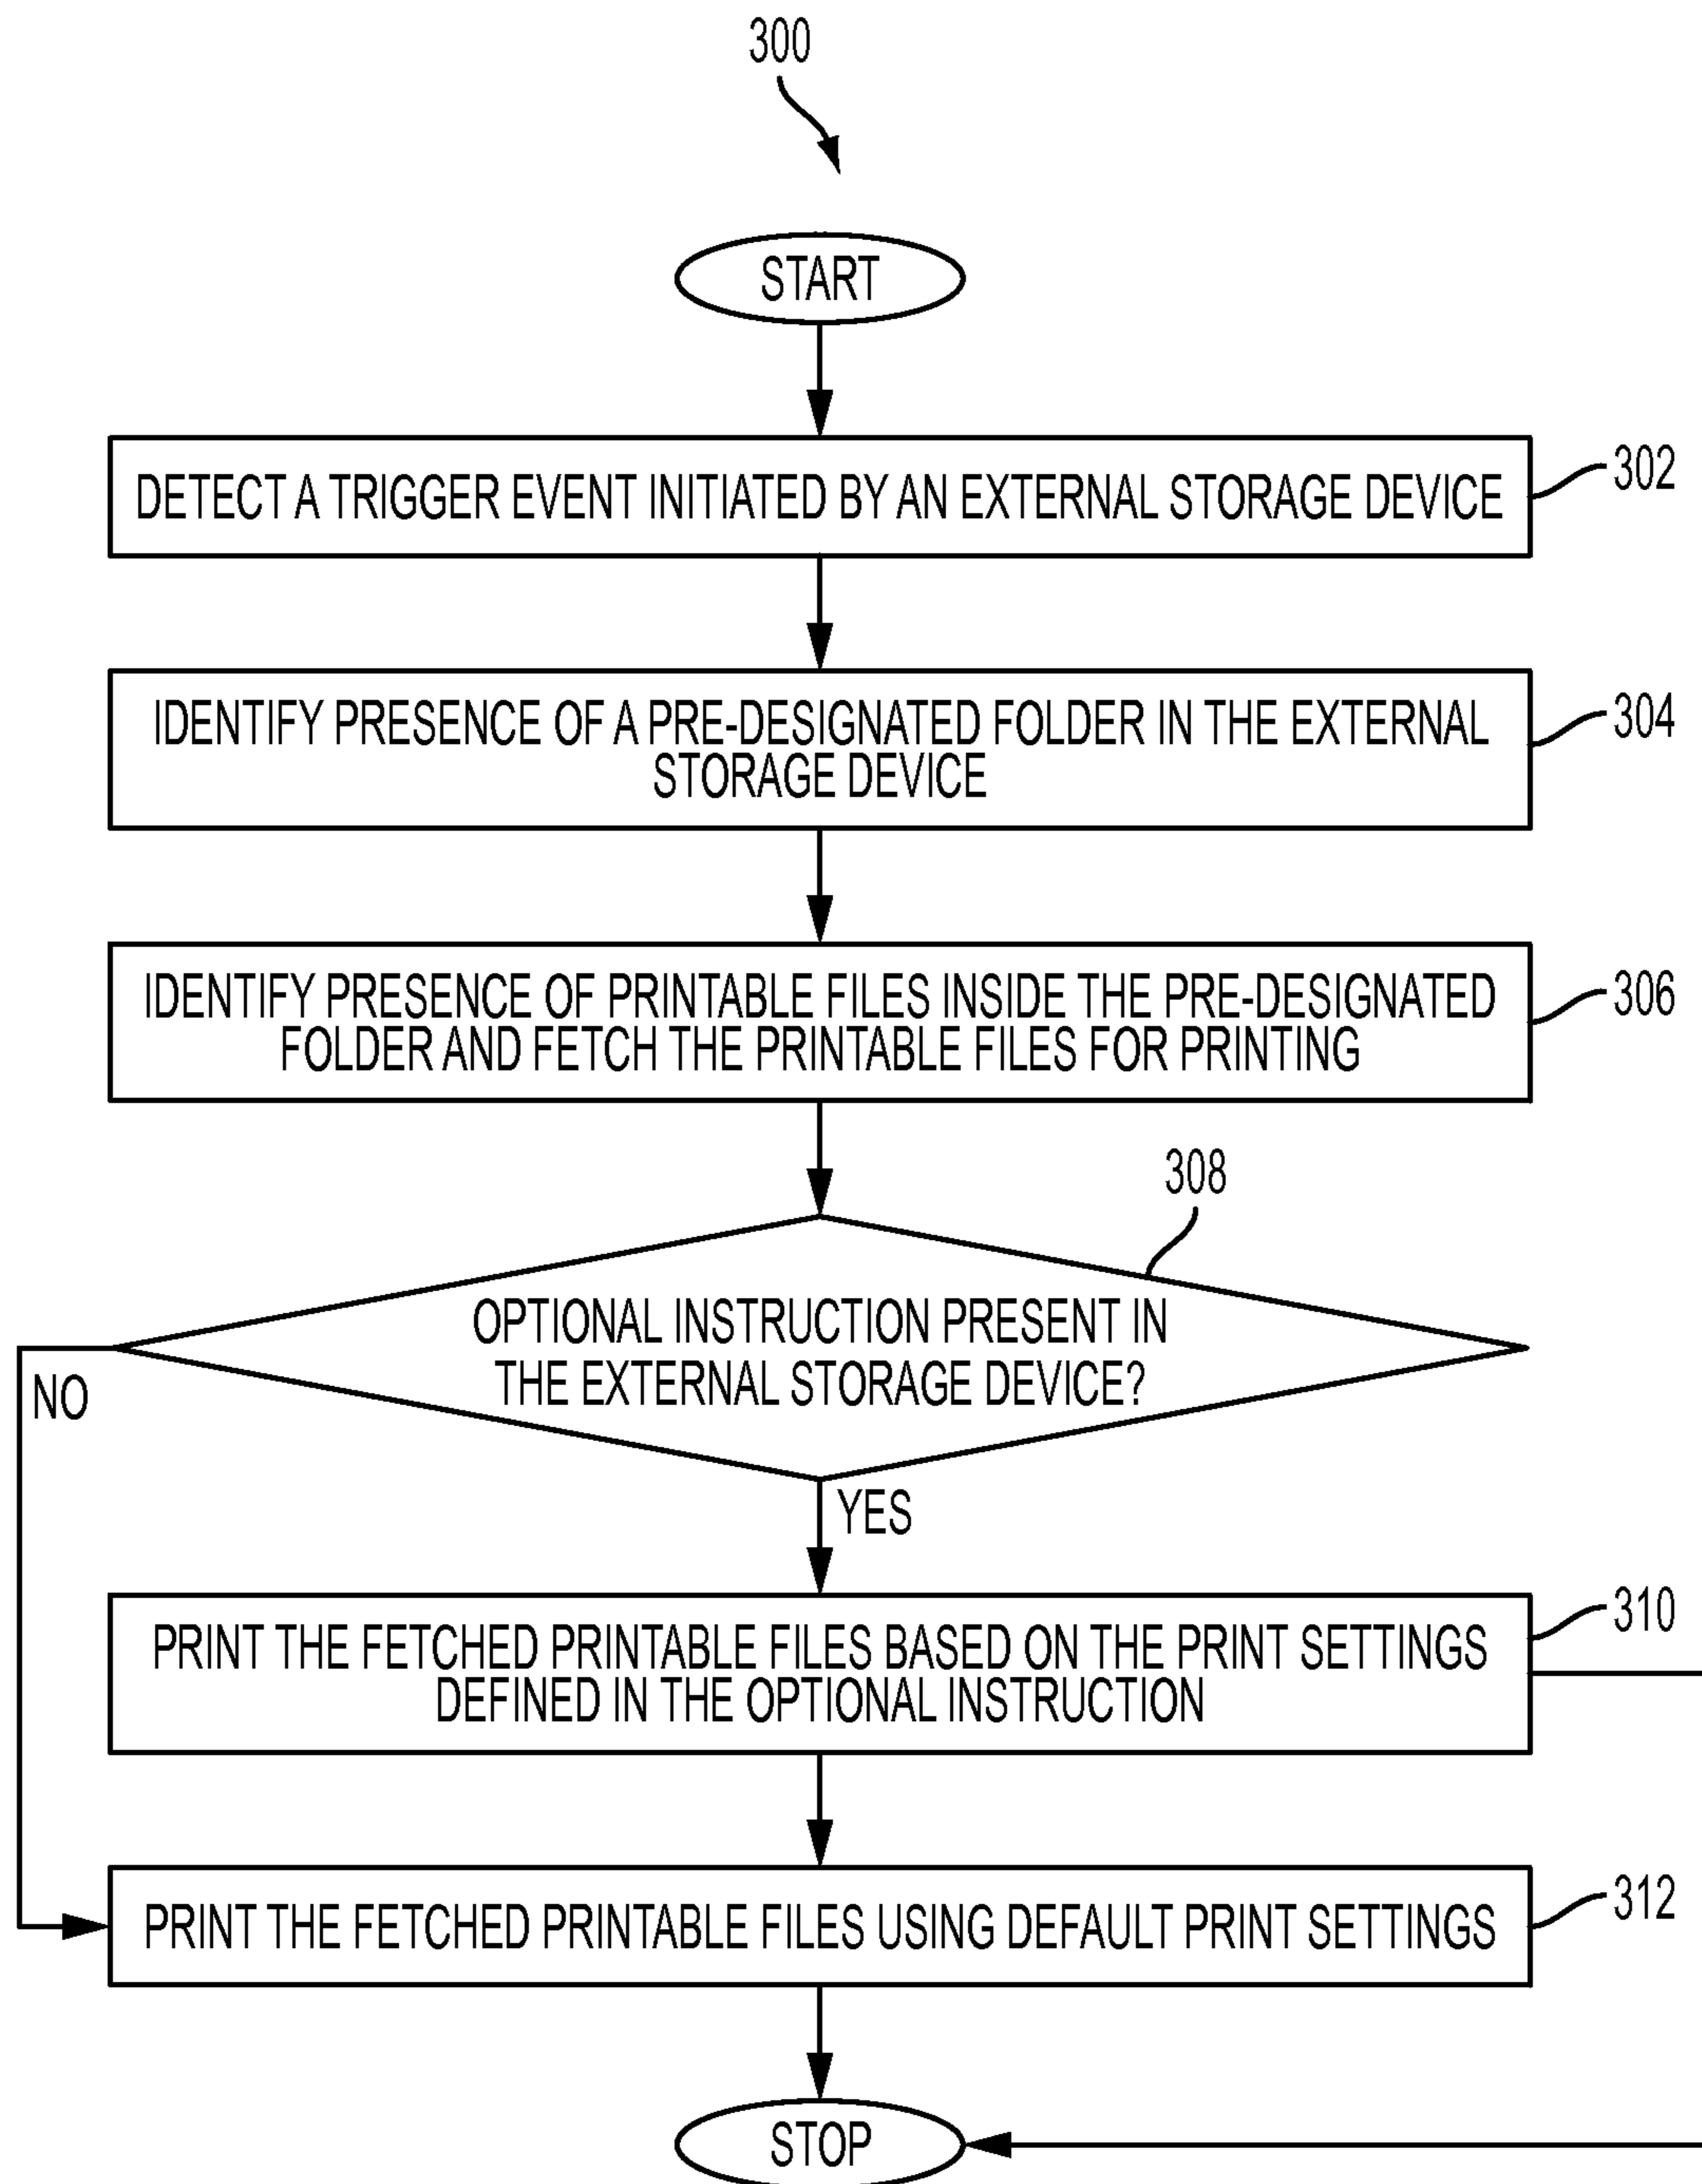 300
START
DETECT A TRIGGER EVENT INITIATED BY AN EXTERNAL STORAGE DEVICE
302
IDENTIFY PRESENCE OF A PRE-DESIGNATED FOLDER IN THE EXTERNAL
STORAGE DEVICE
304
IDENTIFY PRESENCE OF PRINTABLE FILES INSIDE THE PRE-DESIGNATED
FOLDER AND FETCH THE PRINTABLE FILES FOR PRINTING
306
308
OPTIONAL INSTRUCTION PRESENT IN
THE EXTERNAL STORAGE DEVICE?
NO
YES
PRINT THE FETCHED PRINTABLE FILES BASED ON THE PRINT SETTINGS
DEFINED IN THE OPTIONAL INSTRUCTION
310
PRINT THE FETCHED PRINTABLE FILES USING DEFAULT PRINT SETTINGS
312
STOP